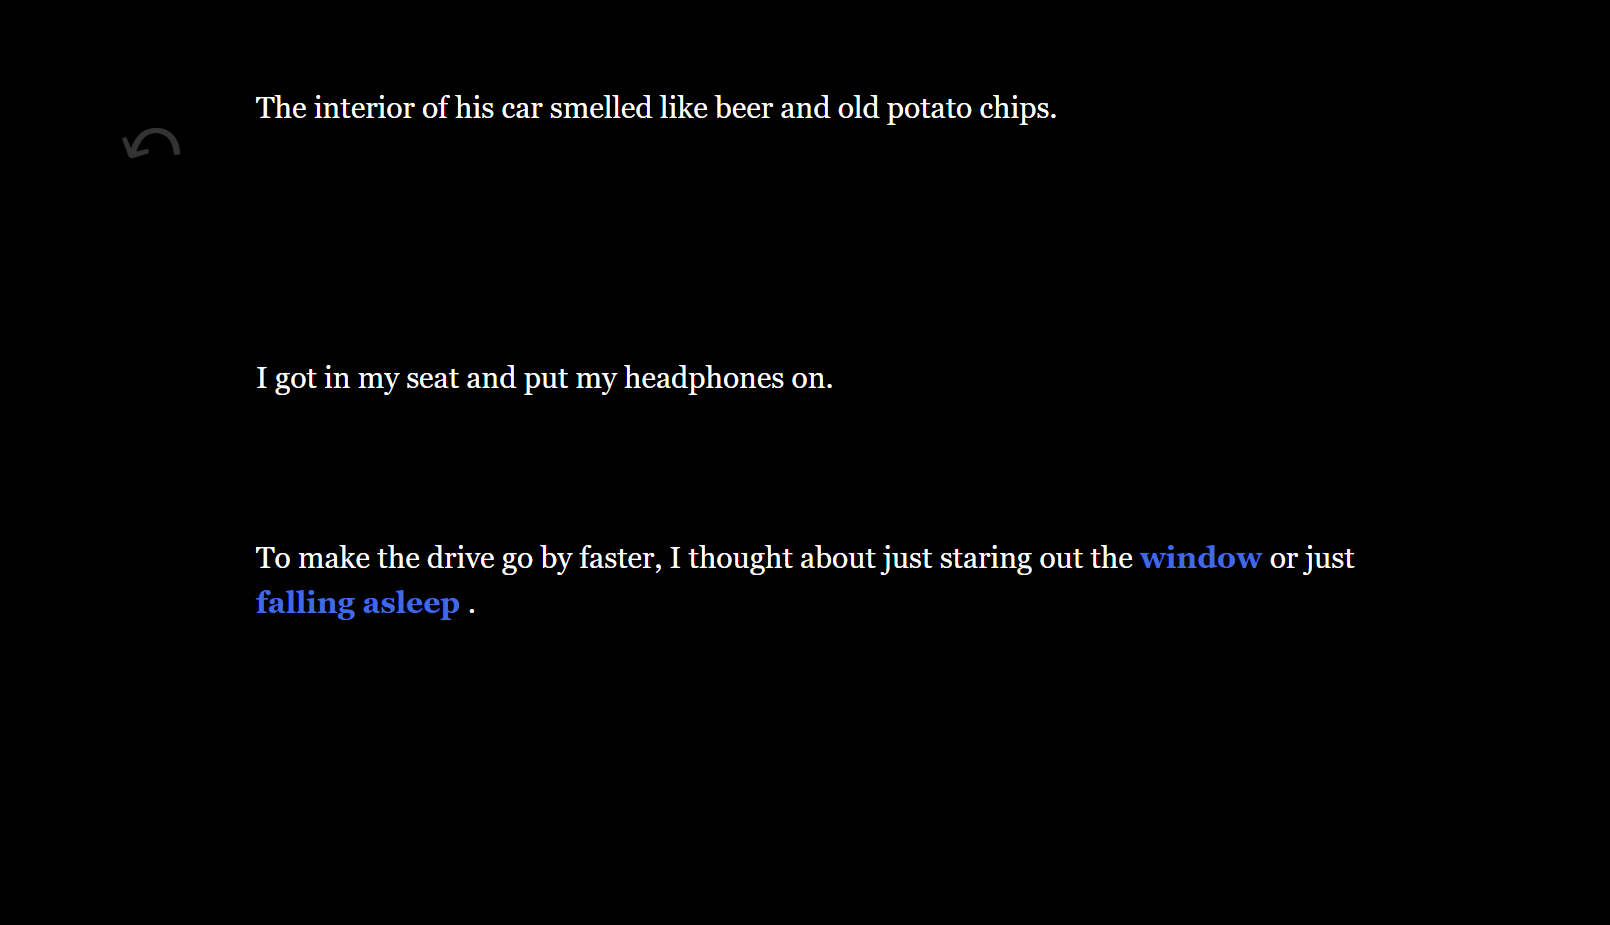 The interior of his car smelled like beer and old potato chips.
I got in my seat and put my headphones on.
To make the drive go by faster, I thought about just staring out the window or just
falling asleep .